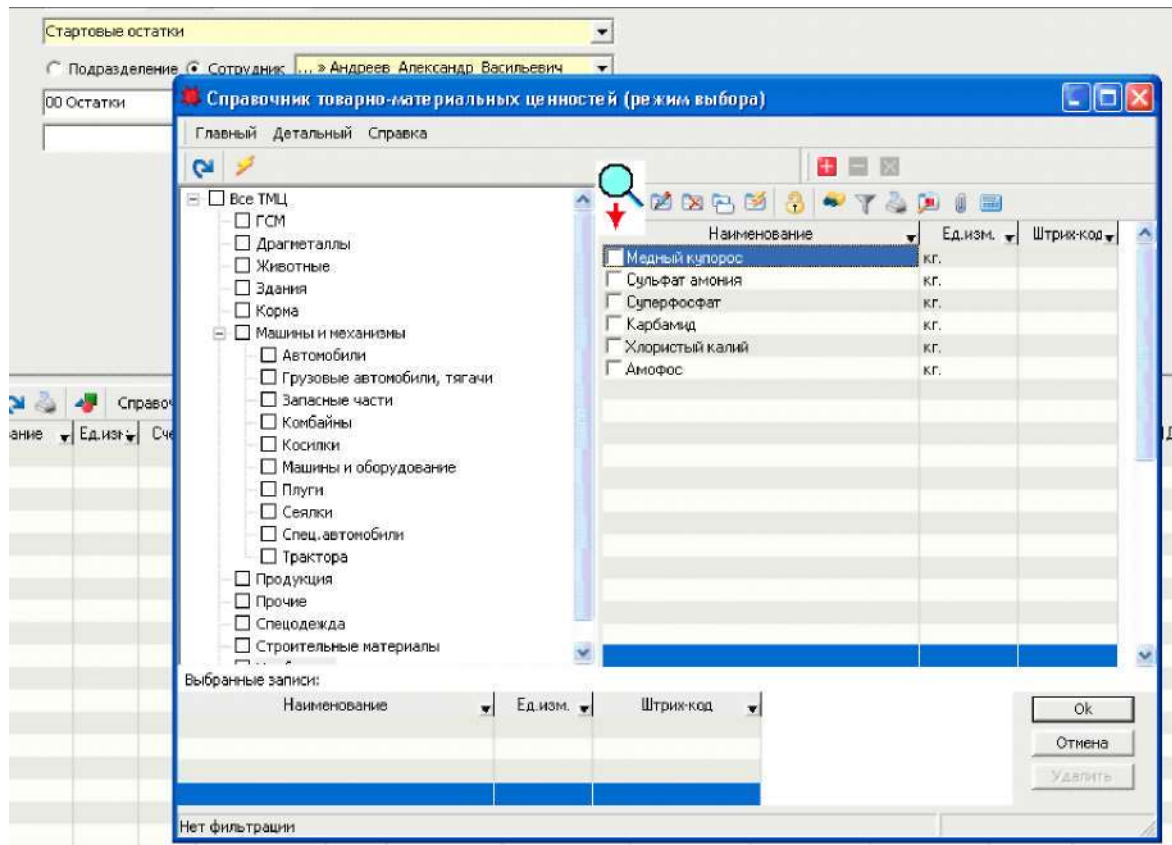 Стартовые остатки
Подразделение Сотрудник ... » Андреев Александр Васильевич
00 Остатки
Справочник товарно-материальных ценностей (режим выбора)
Главный Детальный Справка
Все ТМЦ
ГСМ
Драгметаллы
Животные
Здания
Корма
Машины и механизмы
Автомобили
Грузовые автомобили, тягачи
Запасные части
Комбайны
Косилки
Машины и оборудование
Плуги
Сеялки
Спец.автомобили
Трактора
Продукция
Прочие
Спецодежда
Строительные материалы
Наименование Ед.изм. Штрих-код
Медный купорос кг.
Сульфат амония кг.
Суперфосфат кг.
Карбамид кг.
Хлористый калий кг.
Амофос кг.
Выбранные записи:
Наименование Ед.изм. Штрих-код
Ok
Отмена
Удалить
Нет фильтрации